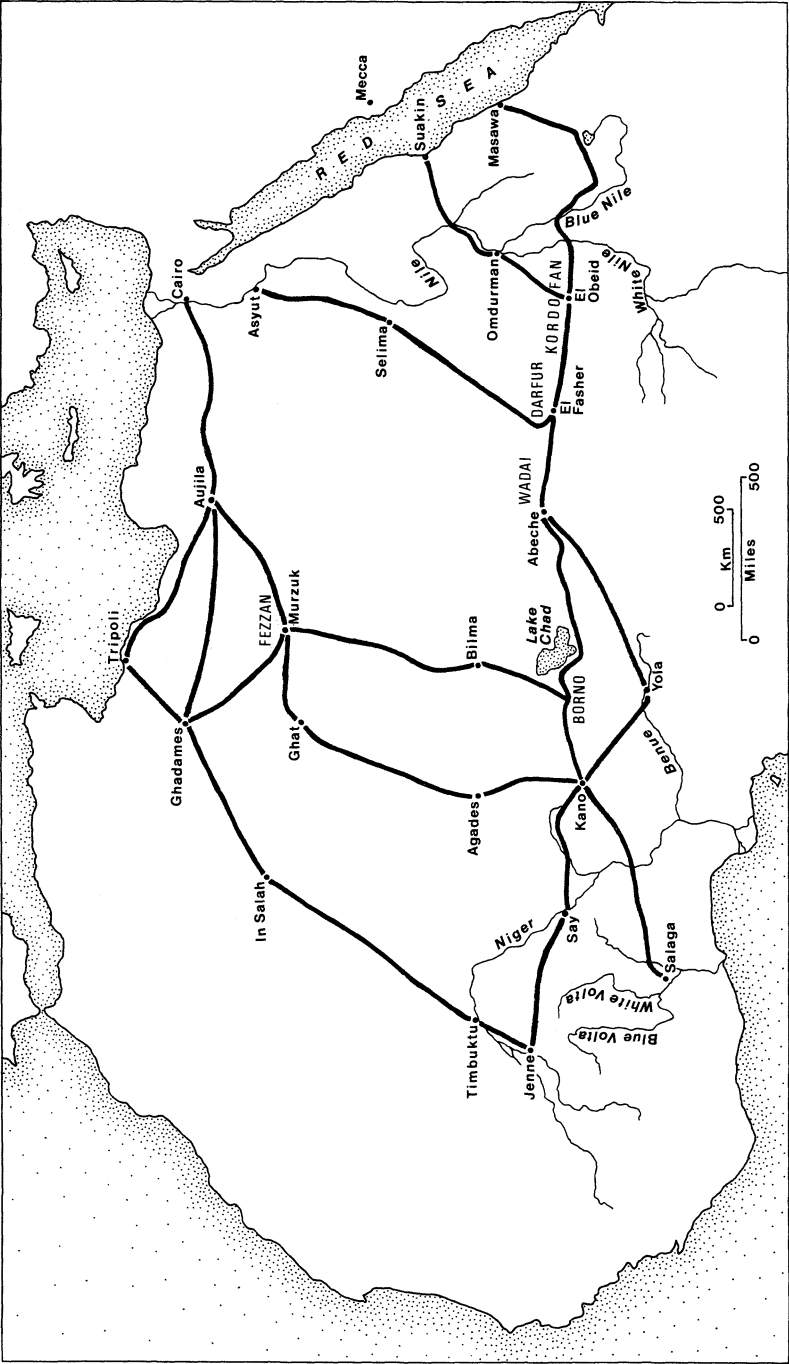 Mecca
RED SEA
Suakin
Masawa
Cairo
Asyut
Nile
Selima
Omdurman
Blue Nile
White Nile
KORDOFAN
El
Obeid
DARFUR
El
Fasher
WADAI
Abeche
Aujila
Tripoli
FEZZAN
Murzuk
Bilma
Lake
Chad
BORNO
Yola
Benue
Ghadames
Ghat
Agades
Kano
In Salah
Niger
Say
Salaga
White Volta
Blue Volta
Timbuktu
Jenne
0 Km 500
0 Miles 500